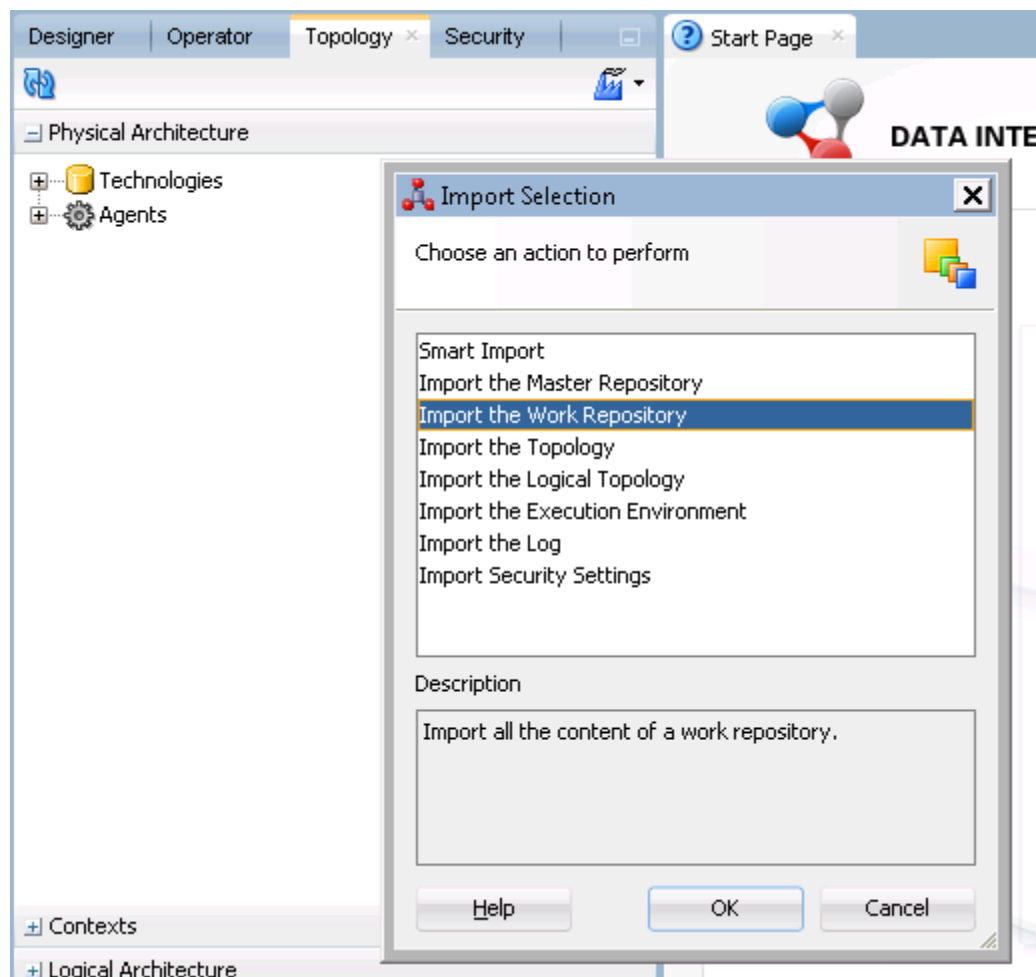 Designer Operator Topology Security Start Page
Physical Architecture
DATA INTE
Technologies
Agents
Import Selection
Choose an action to perform
Smart Import
Import the Master Repository
Import the Work Repository
Import the Topology
Import the Logical Topology
Import the Execution Environment
Import the Log
Import Security Settings
Description
Import all the content of a work repository.
Help OK Cancel
Contexts
Logical Architecture